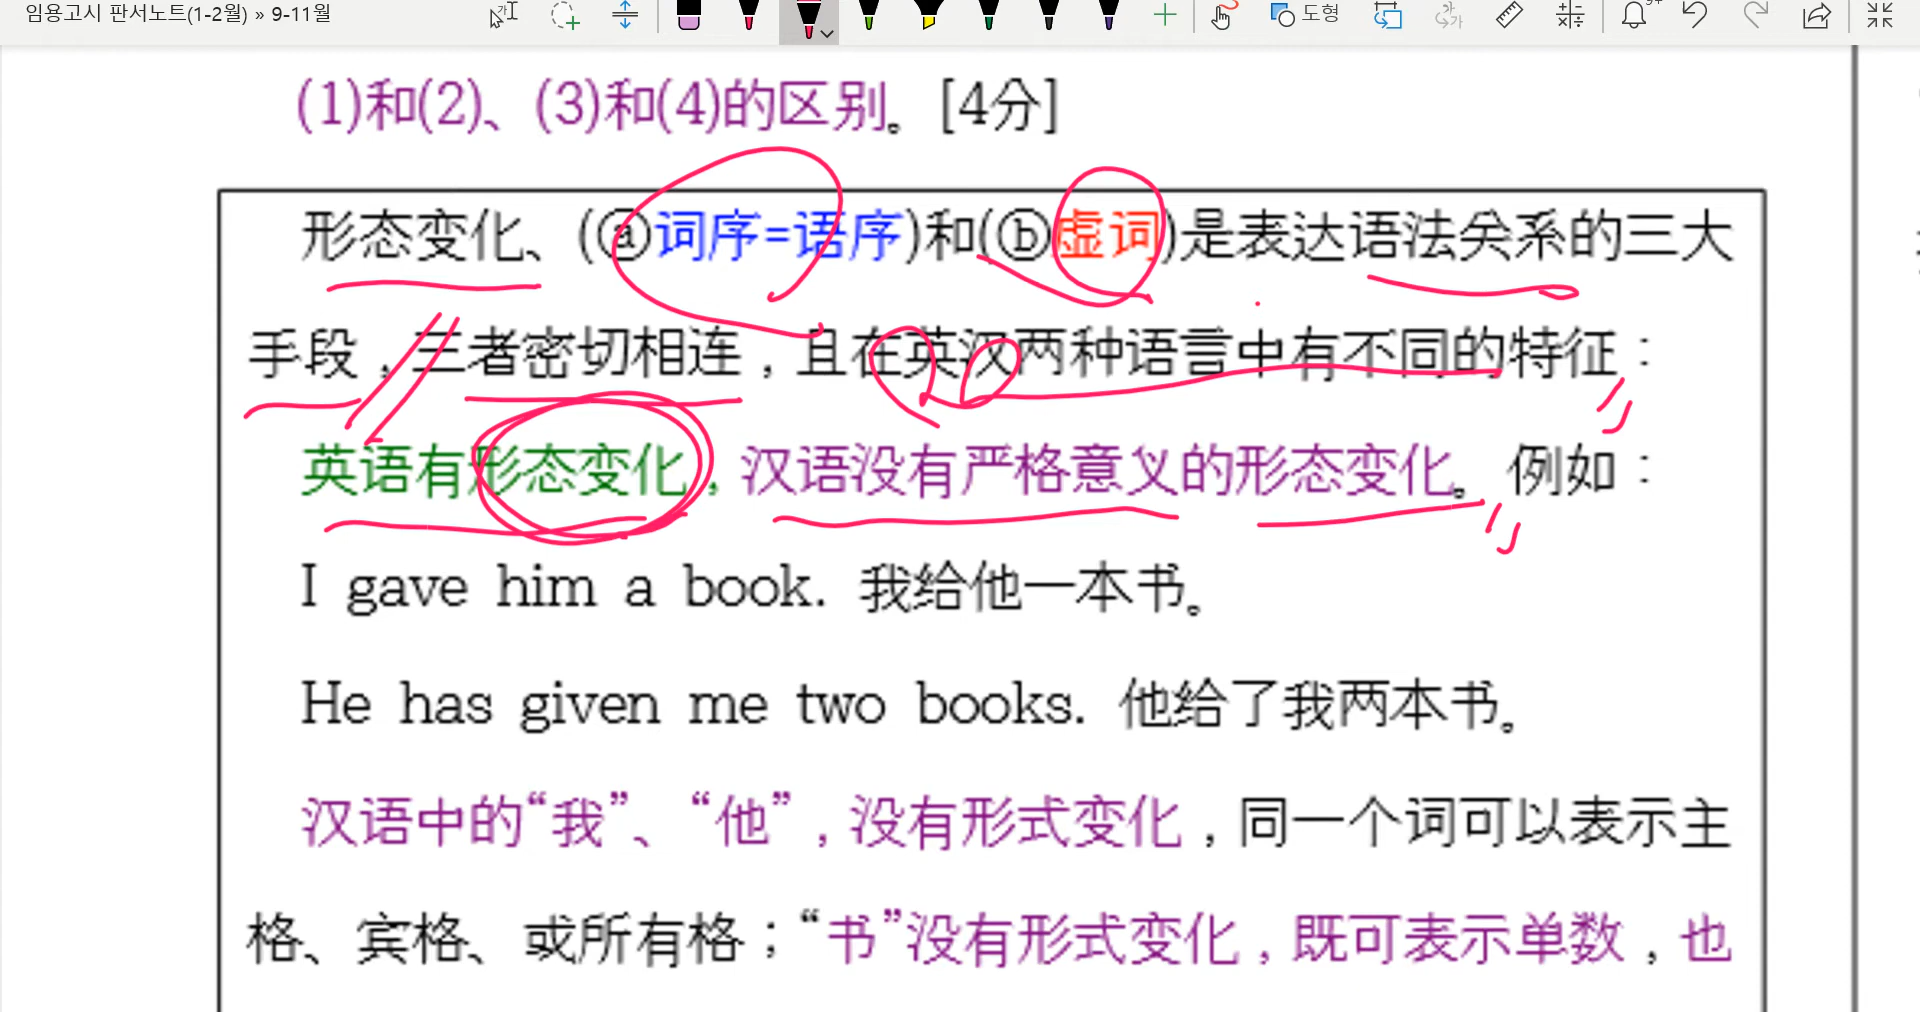 임용고시 판서노트(1-2월) » 9-11월
도형
(1)和(2)、(3)和(4)的区别。[4分]
形态变化、(ⓐ词序=语序)和(ⓑ虚词)是表达语法关系的三大
手段，三者密切相连，且在英汉两种语言中有不同的特征：
英语有形态变化，汉语没有严格意义的形态变化。例如：
I gave him a book. 我给他一本书。
He has given me two books. 他给了我两本书。
汉语中的“我”、“他”，没有形式变化，同一个词可以表示主
格、宾格、或所有格；“书”没有形式变化，既可表示单数，也